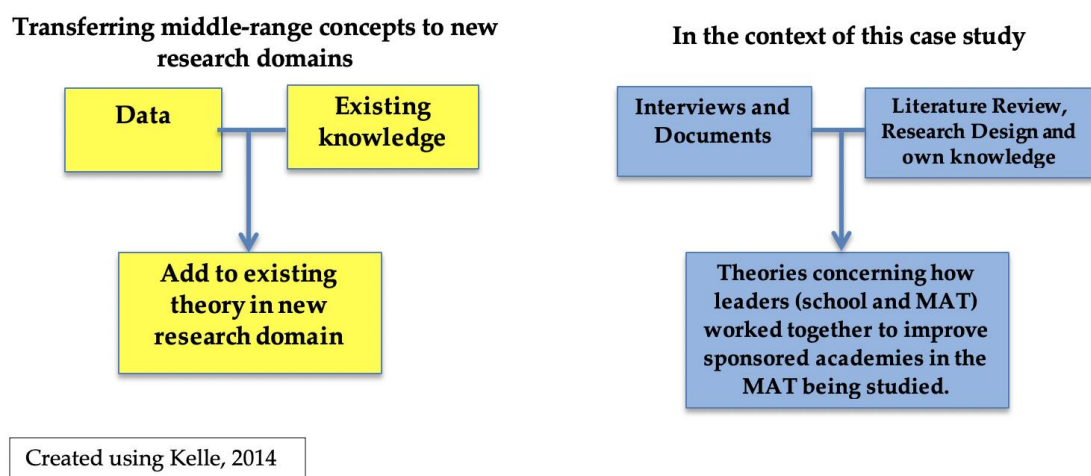 Transferring middle-range concepts to new
research domains
Data
Existing
knowledge
Add to existing
theory in new
research domain
In the context of this case study
Interviews and
Documents
Literature Review,
Research Design and
own knowledge
Theories concerning how
leaders (school and MAT)
worked together to improve
sponsored academies in the
MAT being studied.
Created using Kelle, 2014